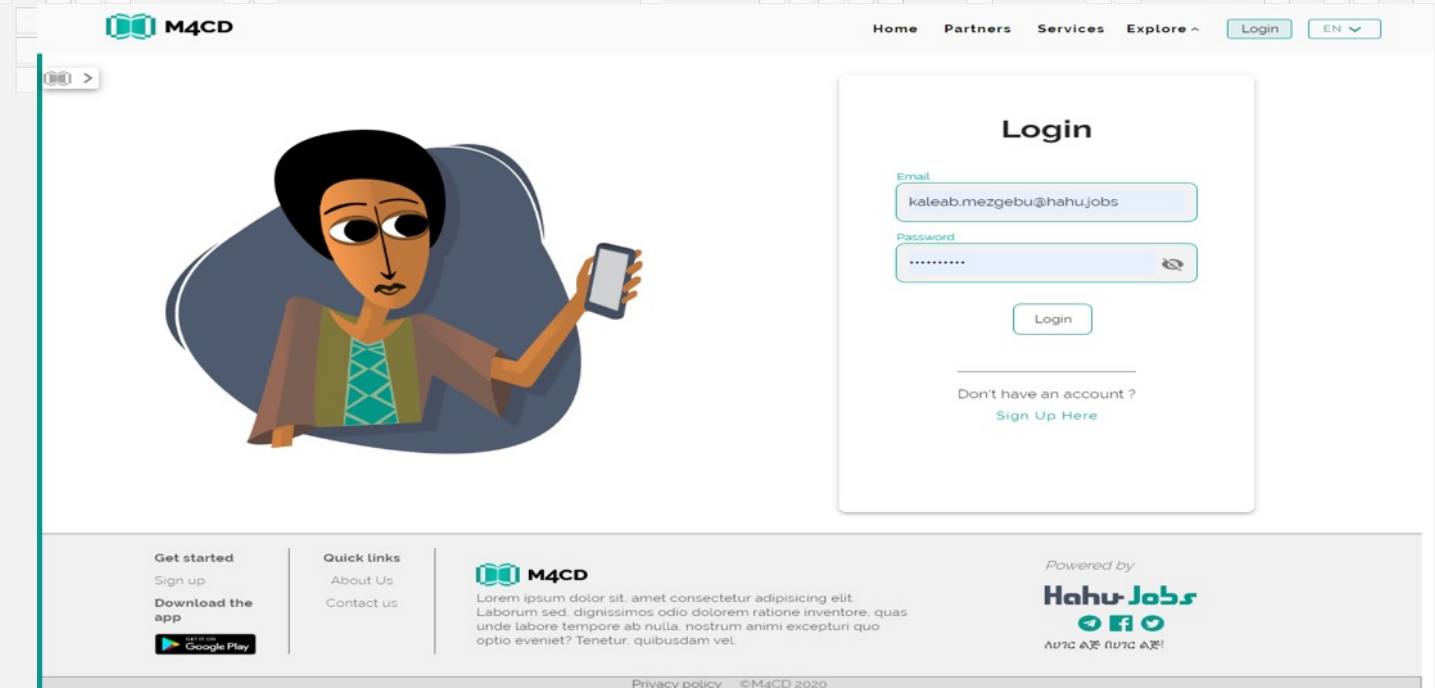 M4CD
Home Partners Services Explore Login EN
Login
Email
kaleab.mezgebu@hahu.jobs
Password
Login
Don't have an account ?
Sign Up Here
Get started
Sign up
Download the
app
GET IT ON
Google Play
Quick links
About Us
Contact us
M4CD
Lorem ipsum dolor sit, amet consectetur adipisicing elit.
Laborum sed, dignissimos odio dolorem ratione inventore, quas
unde labore tempore ab nulla, nostrum animi excepturi quo
optio eveniet? Tenetur, quibusdam vel.
Powered by
Hahu Jobs
ለሀገር ልጅ በሀገር ልጅ!
Privacy policy ©M4CD 2020